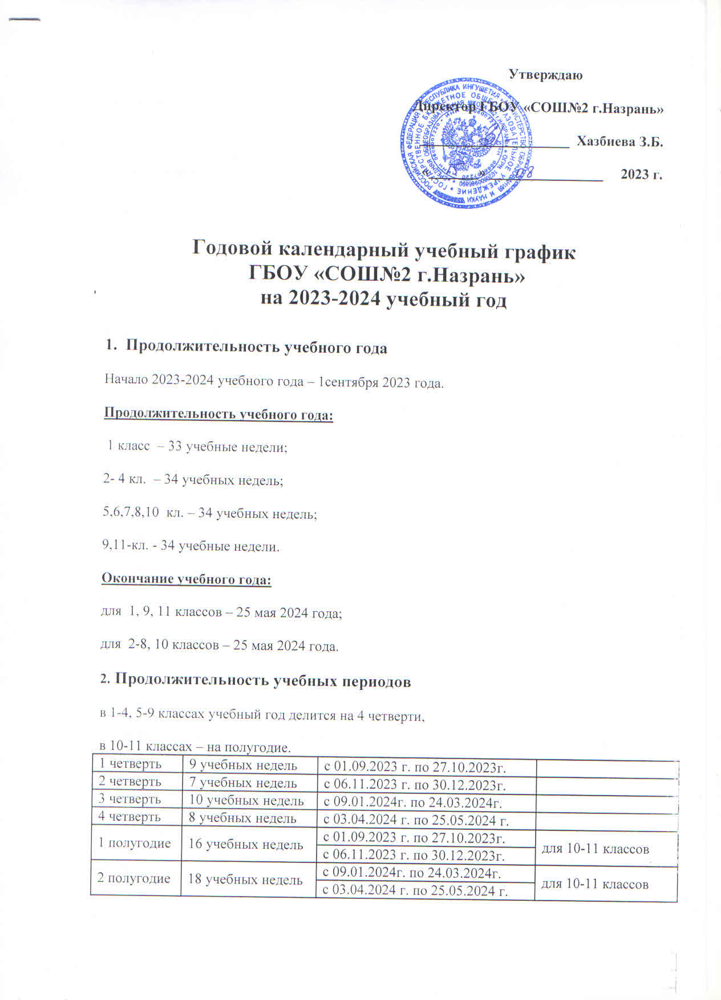 Утверждаю
Директор ГБОУ «СОШ№2 г.Назрань»
Хазбиева З.Б.
« » 08 2023 г.
Годовой календарный учебный график
ГБОУ «СОШ№2 г.Назрань»
на 2023-2024 учебный год
1. Продолжительность учебного года
Начало 2023-2024 учебного года – 1сентября 2023 года.
Продолжительность учебного года:
1 класс – 33 учебные недели;
2- 4 кл. – 34 учебных недель;
5,6,7,8,10 кл. – 34 учебных недель;
9,11-кл. - 34 учебные недели.
Окончание учебного года:
для 1, 9, 11 классов – 25 мая 2024 года;
для 2-8, 10 классов – 25 мая 2024 года.
2. Продолжительность учебных периодов
в 1-4, 5-9 классах учебный год делится на 4 четверти,
в 10-11 классах – на полугодие.
1 четверть 9 учебных недель с 01.09.2023 г. по 27.10.2023г.
2 четверть 7 учебных недель с 06.11.2023 г. по 30.12.2023г.
3 четверть 10 учебных недель с 09.01.2024г. по 24.03.2024г.
4 четверть 8 учебных недель с 03.04.2024 г. по 25.05.2024 г.
1 полугодие 16 учебных недель с 01.09.2023 г. по 27.10.2023г. для 10-11 классов
с 06.11.2023 г. по 30.12.2023г.
2 полугодие 18 учебных недель с 09.01.2024г. по 24.03.2024г. для 10-11 классов
с 03.04.2024 г. по 25.05.2024 г.